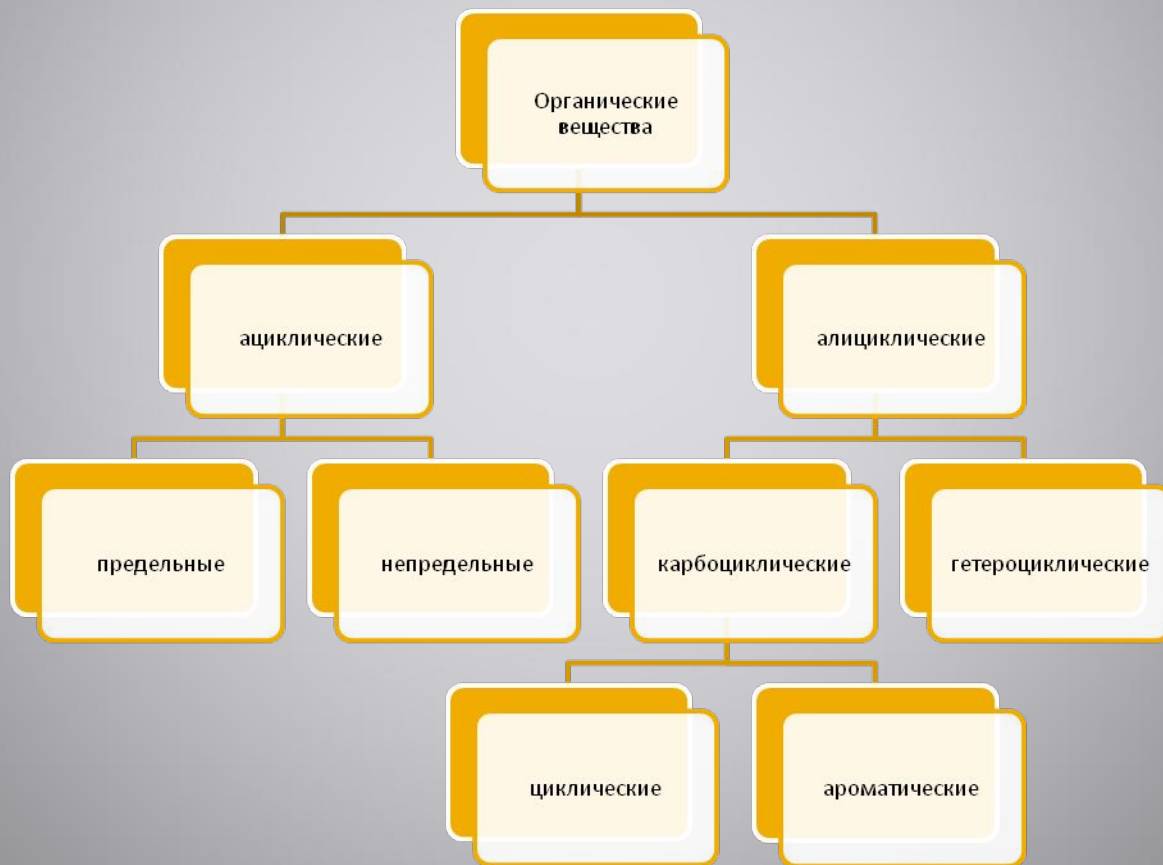 Органические
вещества
ациклические
алициклические
предельные
непредельные
карбоциклические
гетероциклические
циклические
ароматические